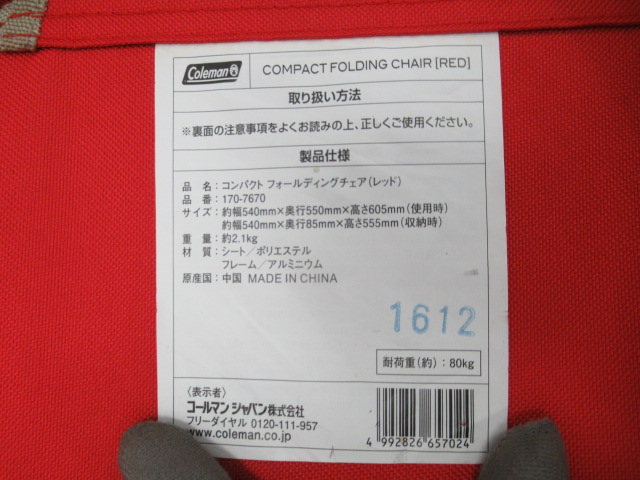 Coleman
COMPACT FOLDING CHAIR [RED]
取り扱い方法
※裏面の注意事項をよくお読みの上、正しくご使用ください。
製品仕様
品 名：コンパクト フォールディングチェア（レッド）
品 番：170-7670
サイズ：約幅540mm×奥行550mm×高さ605mm（使用時）
約幅540mm×奥行85mm×高さ555mm（収納時）
重 量：約2.1kg
材 質：シート／ポリエステル
フレーム／アルミニウム
原産国：中国 MADE IN CHINA
1612
耐荷重（約）：80kg
〈表示者〉
コールマン ジャパン株式会社
フリーダイヤル 0120-111-957
www.coleman.co.jp
4 992826 657024